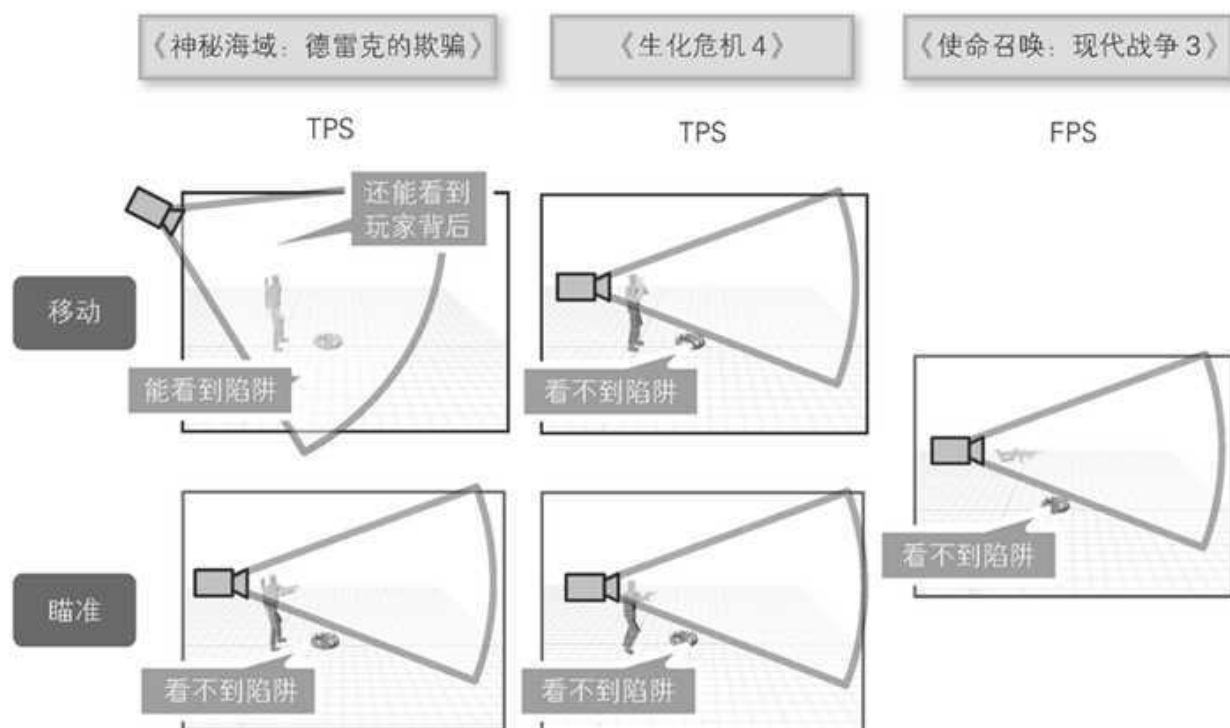 《神秘海域：德雷克的欺骗》
《生化危机4》
《使命召唤：现代战争3》
TPS
TPS
FPS
还能看到
玩家背后
移动
能看到陷阱
看不到陷阱
看不到陷阱
瞄准
看不到陷阱
看不到陷阱